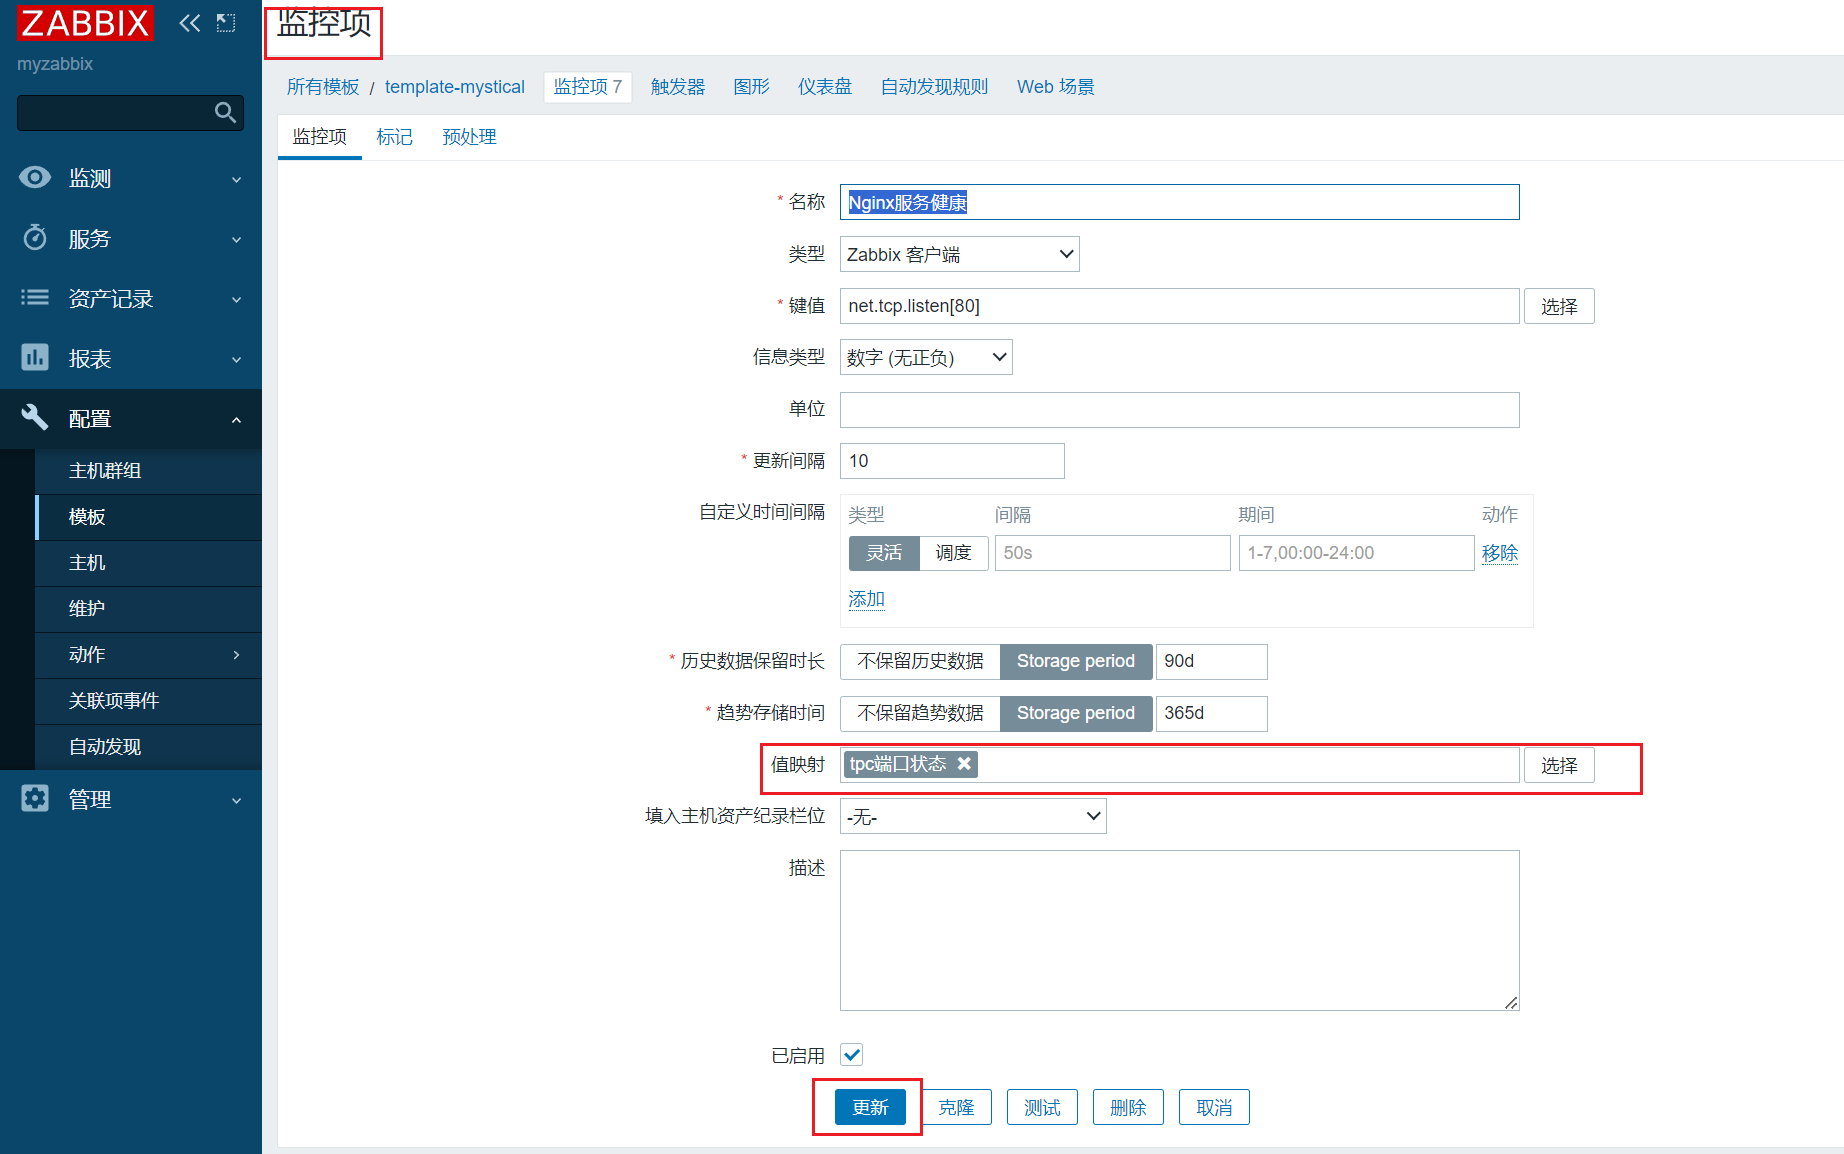 ZABBIX
myzabbix
监测
服务
资产记录
报表
配置
主机群组
模板
主机
维护
动作
关联项事件
自动发现
管理
监控项
所有模板 / template-mystical 监控项 7 触发器 图形 仪表盘 自动发现规则 Web 场景
监控项 标记 预处理
* 名称 Nginx服务健康
类型 Zabbix 客户端
* 键值 net.tcp.listen[80] 选择
信息类型 数字 (无正负)
单位
* 更新间隔 10
自定义时间间隔 类型 间隔 期间 动作
灵活 调度 50s 1-7,00:00-24:00 移除
添加
* 历史数据保留时长 不保留历史数据 Storage period 90d
* 趋势存储时间 不保留趋势数据 Storage period 365d
值映射 tpc端口状态 ✖ 选择
填入主机资产纪录栏位 -无-
描述
已启用
更新 克隆 测试 删除 取消